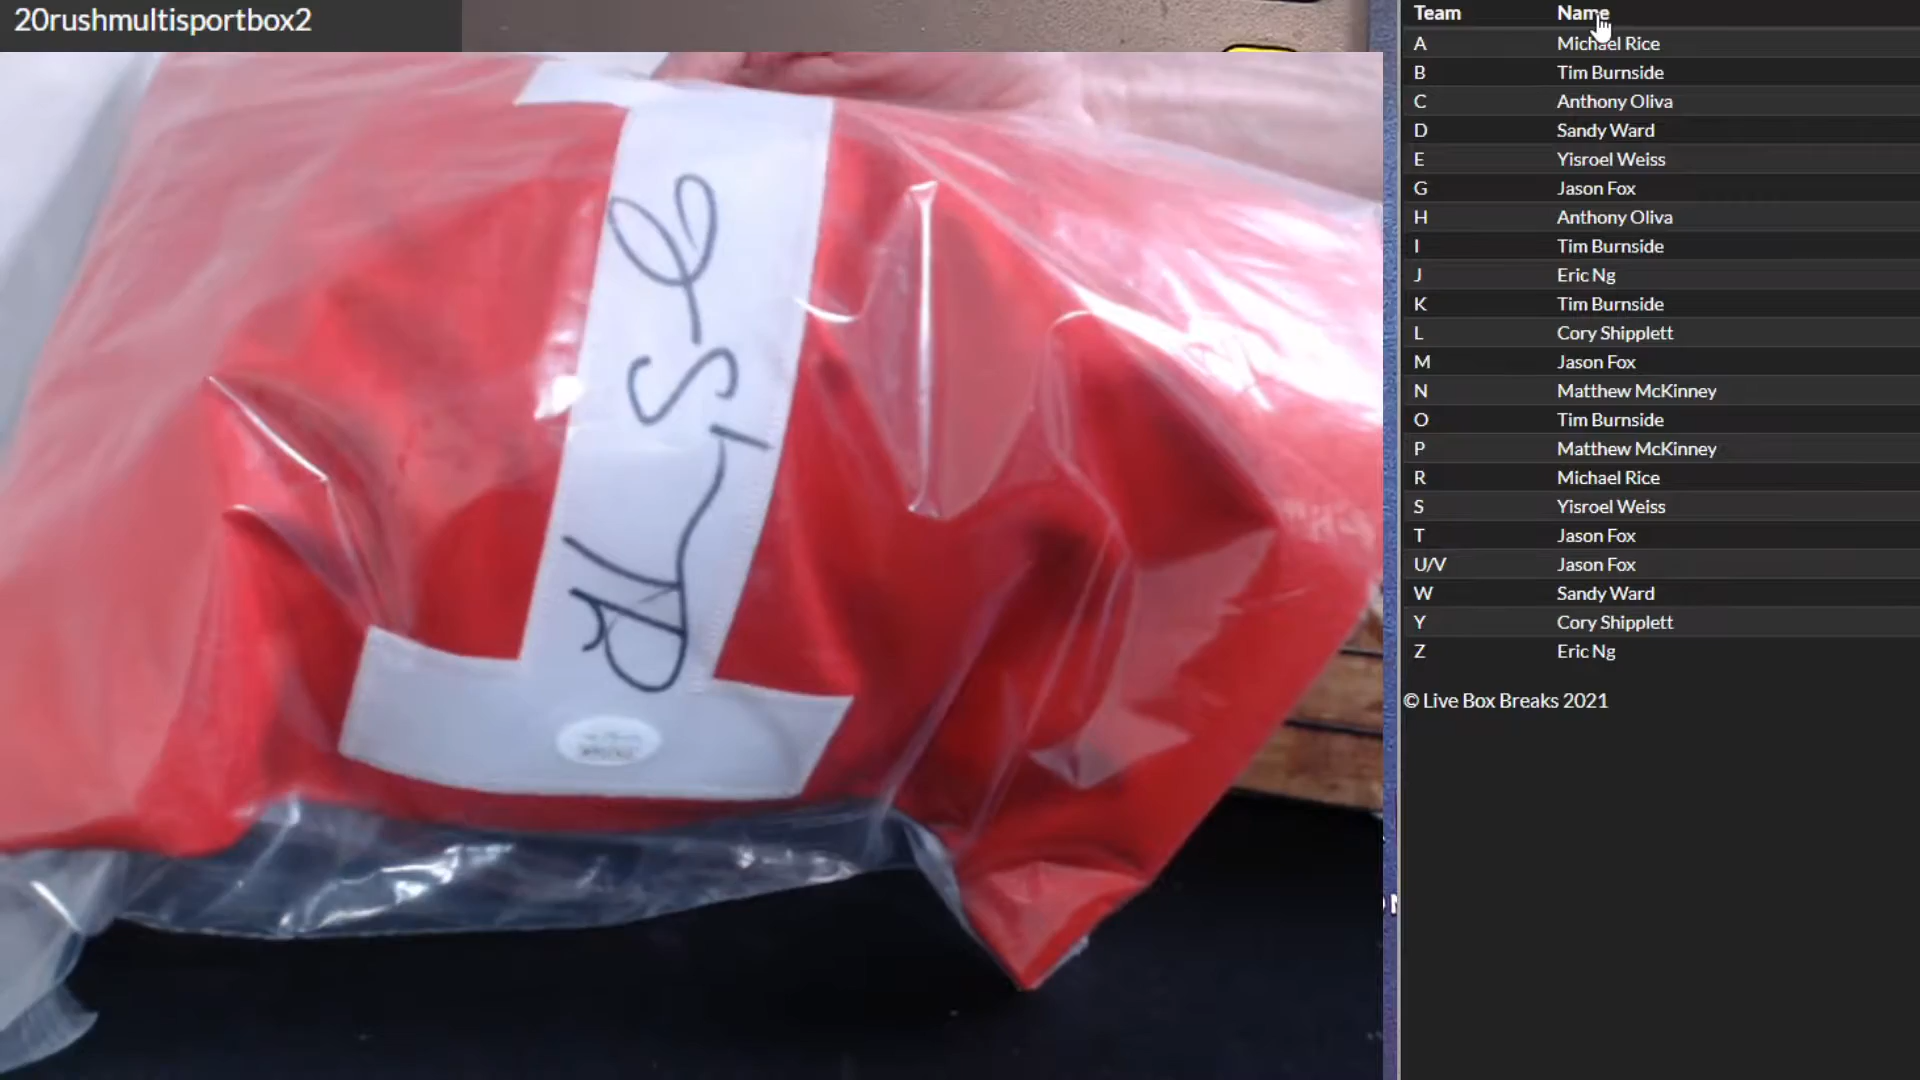 20rushmultisportbox2
Team Name
A Michael Rice
B Tim Burnside
C Anthony Oliva
D Sandy Ward
E Yisroel Weiss
G Jason Fox
H Anthony Oliva
I Tim Burnside
J Eric Ng
K Tim Burnside
L Cory Shipplett
M Jason Fox
N Matthew McKinney
O Tim Burnside
P Matthew McKinney
R Michael Rice
S Yisroel Weiss
T Jason Fox
U/V Jason Fox
W Sandy Ward
Y Cory Shipplett
Z Eric Ng
© Live Box Breaks 2021